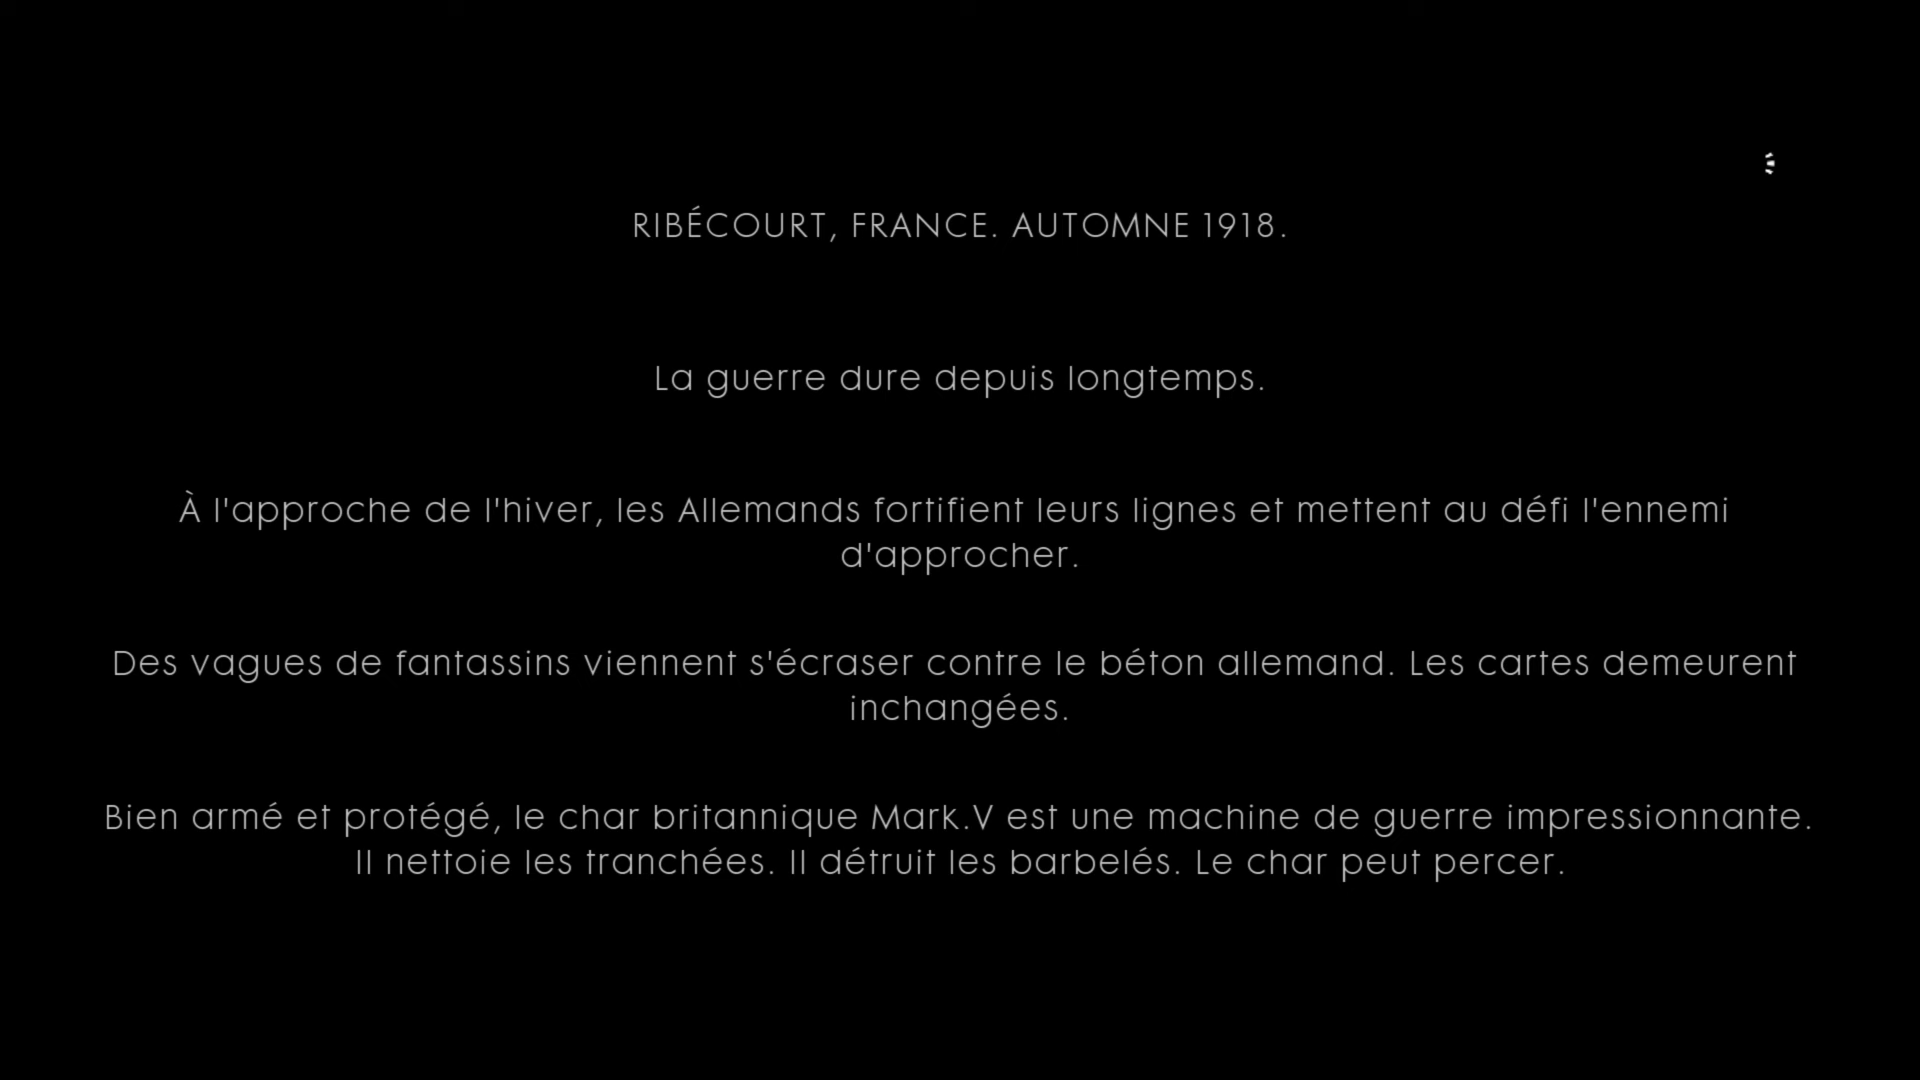 RIBÉCOURT, FRANCE. AUTOMNE 1918.
La guerre dure depuis longtemps.
À l'approche de l'hiver, les Allemands fortifient leurs lignes et mettent au défi l'ennemi
d'approcher.
Des vagues de fantassins viennent s'écraser contre le béton allemand. Les cartes demeurent
inchangées.
Bien armé et protégé, le char britannique Mark.V est une machine de guerre impressionnante.
Il nettoie les tranchées. Il détruit les barbelés. Le char peut percer.